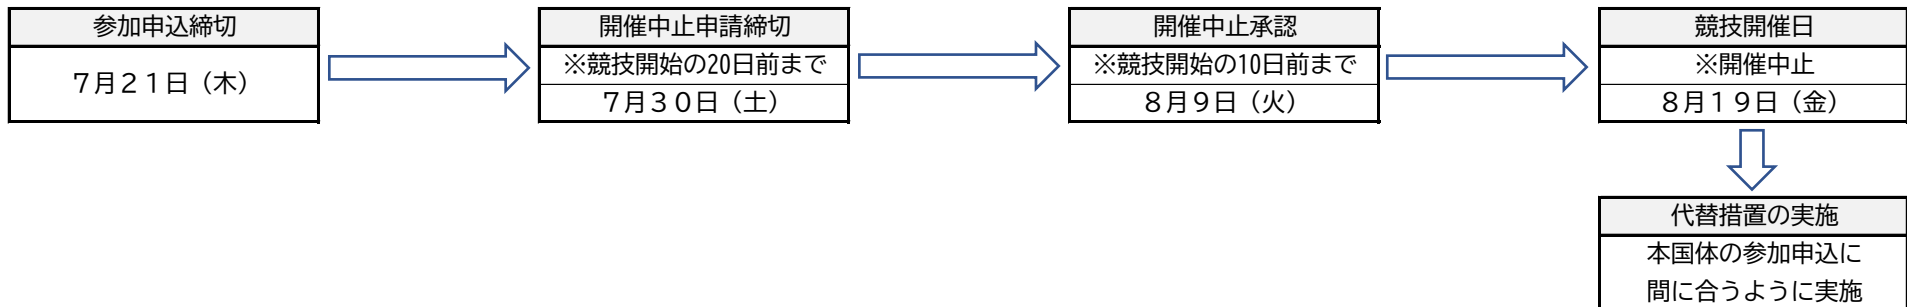 参加申込締切
7月21日(木)
開催中止申請締切
※競技開始の20日前まで
7月30日(土)
開催中止承認
※競技開始の10日前まで
8月9日(火)
競技開催日
※開催中止
8月19日(金)
代替措置の実施
本国体の参加申込に
間に合うように実施